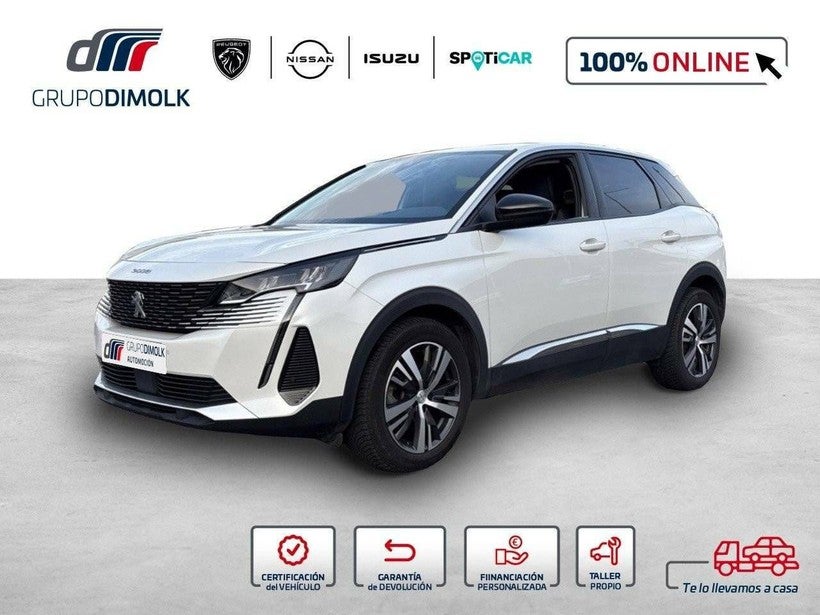 GRUPODIMOLK
PEUGEOT
NISSAN
ISUZU
SPOTICAR
100% ONLINE
3008
GRUPODIMOLK
AUTOMOCIÓN
CERTIFICACIÓN
del VEHÍCULO
GARANTÍA
de DEVOLUCIÓN
FIINANCIACIÓN
PERSONALIZADA
TALLER
PROPIO
Te lo llevamos a casa